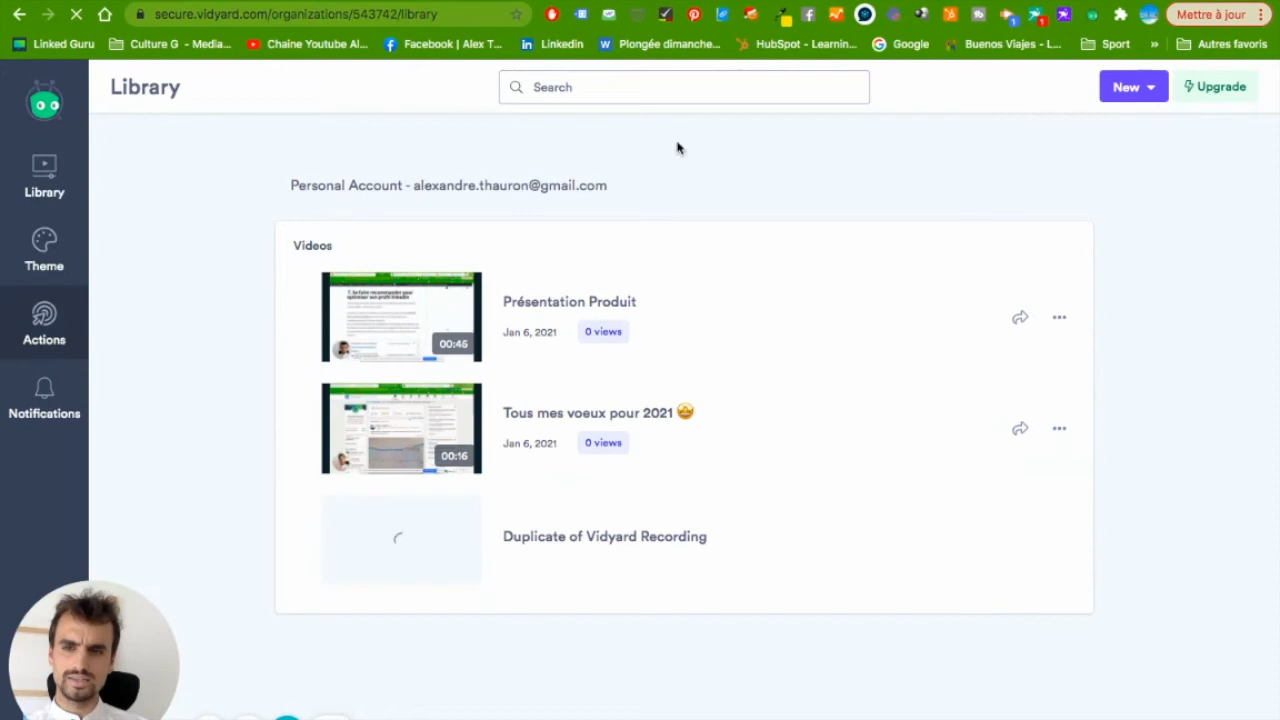 secure.vidyard.com/organizations/543742/library
Mettre à jour
Linked Guru
Culture G - Media...
Chaine Youtube Al...
Facebook | Alex T...
Linkedin
Plongée dimanche...
HubSpot - Learnin...
Google
Buenos Viajes - L...
Sport
»
Autres favoris
Library
Search
New
Upgrade
Library
Theme
Actions
Notifications
Personal Account - alexandre.thauron@gmail.com
Videos
00:45
Présentation Produit
Jan 6, 2021
0 views
00:16
Tous mes voeux pour 2021 🤩
Jan 6, 2021
0 views
Duplicate of Vidyard Recording